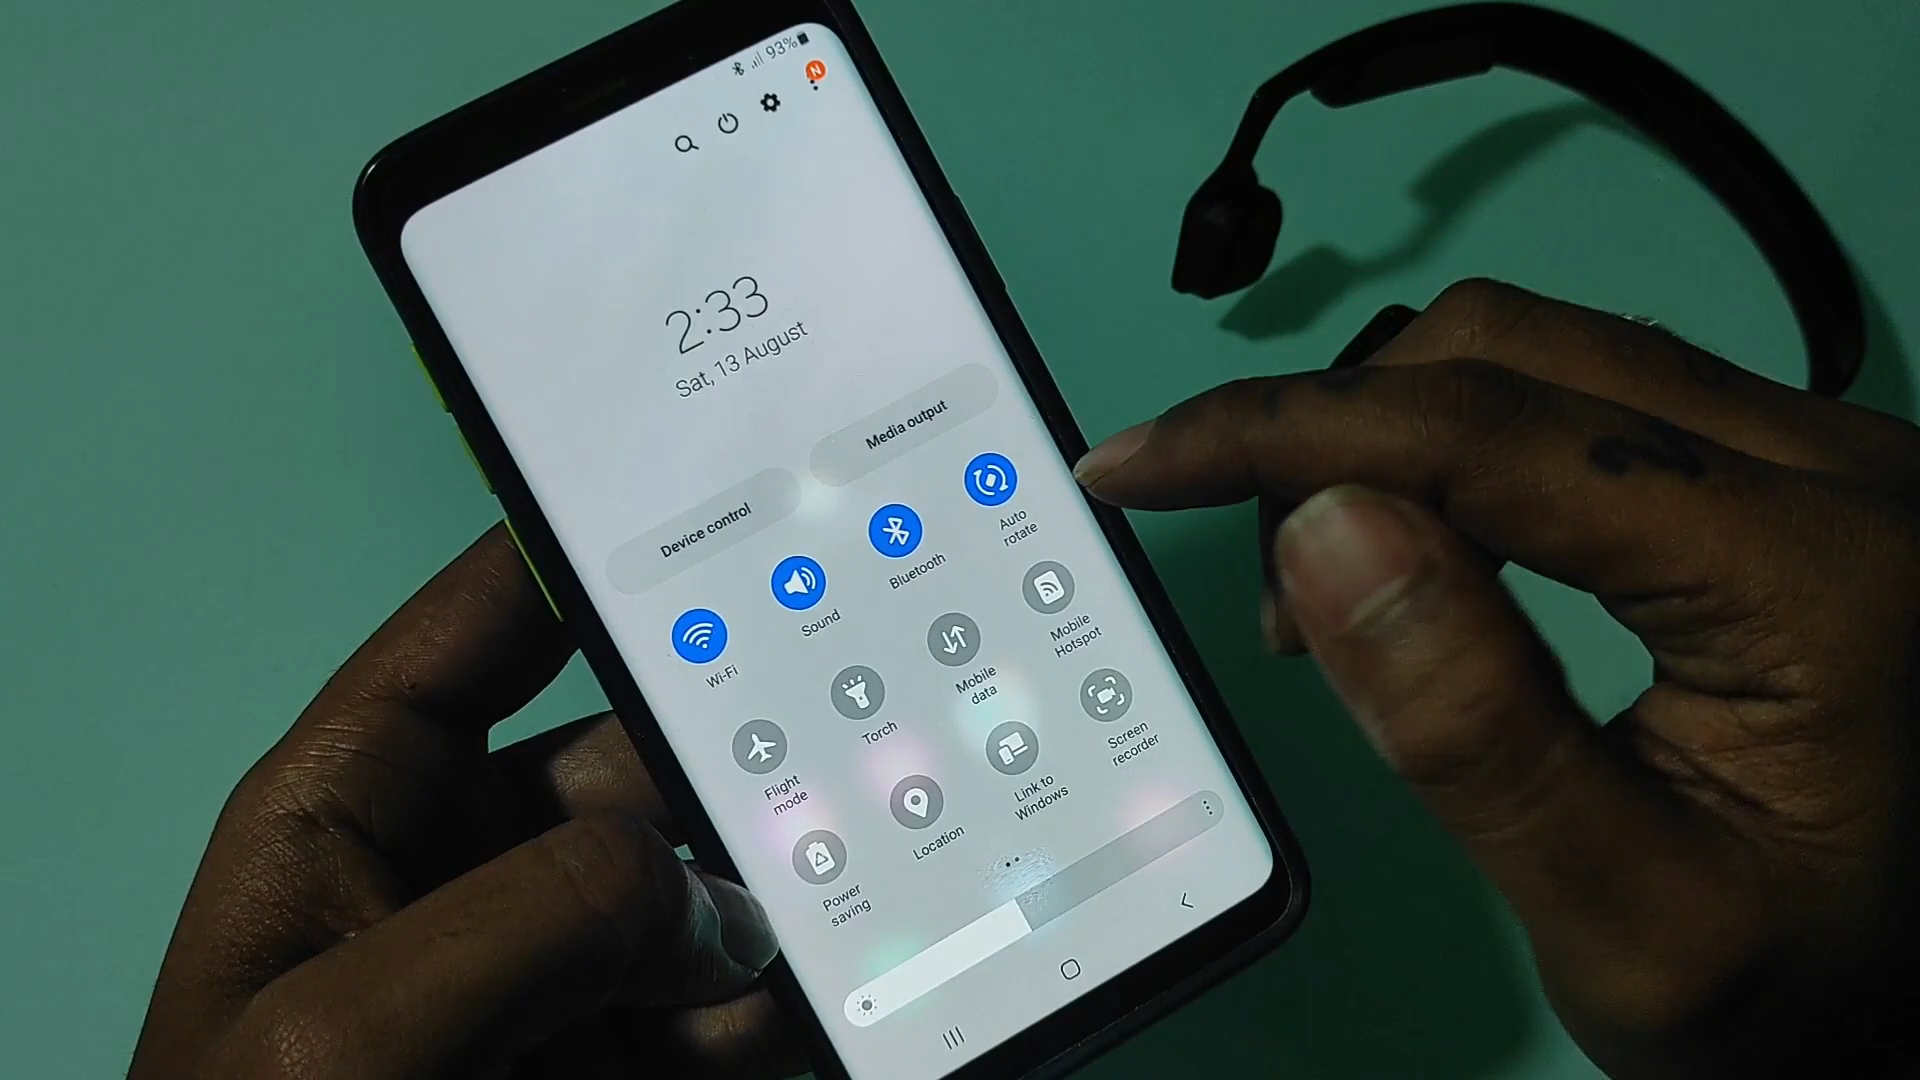 93%
N
2:33
Sat, 13 August
Device control
Media output
Wi-Fi
Sound
Bluetooth
Auto
rotate
Flight
mode
Torch
Mobile
data
Mobile
Hotspot
Power
saving
Location
Link to
Windows
Screen
recorder